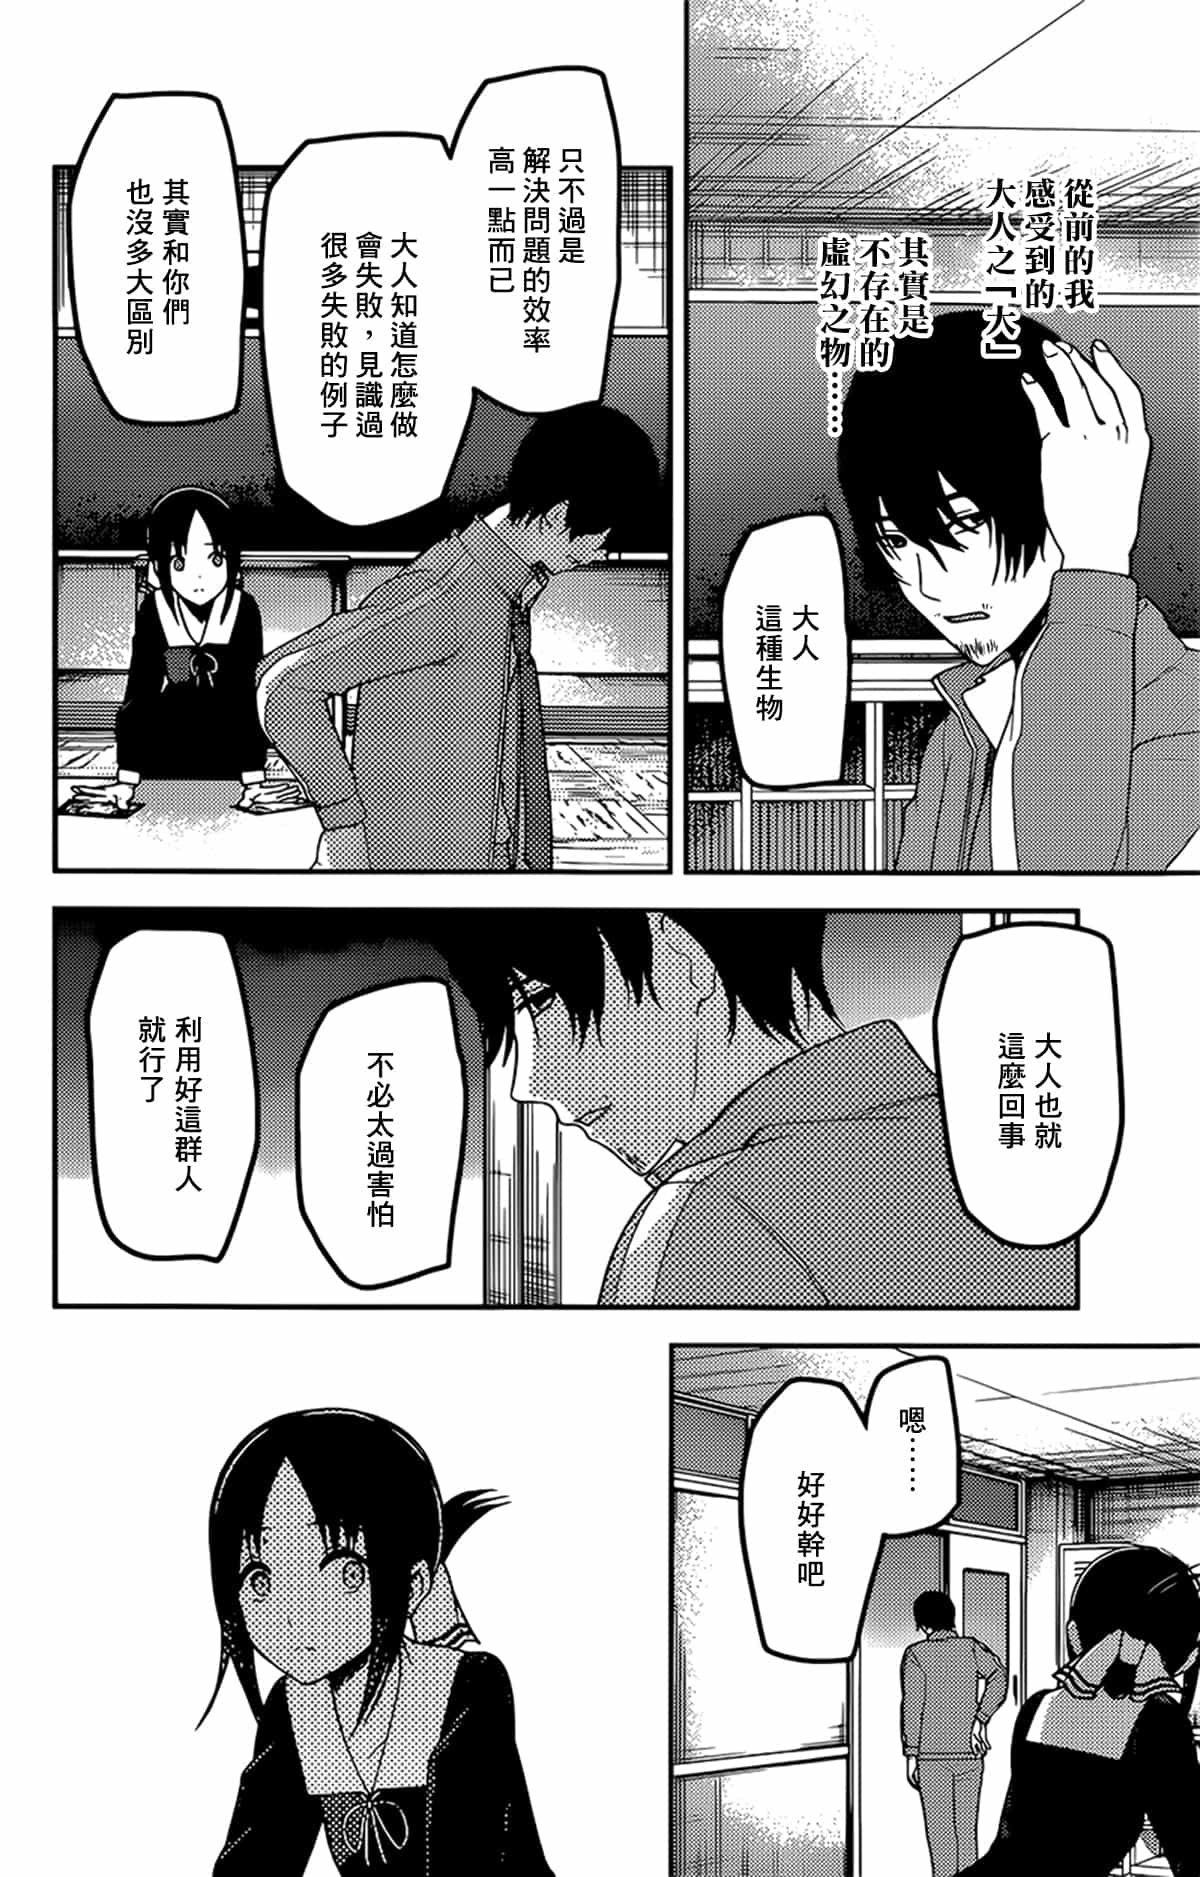 從前的我
感受到的
大人之「大」
其實是
不存在的
虛幻之物……
大人
這種生物
只不過是
解決問題的效率
高一點而已
大人知道怎麼做
會失敗，見識過
很多失敗的例子
其實和你們
也沒多大區別
大人也就
這麼回事
不必太過害怕
利用好這群人
就行了
嗯……
好好幹吧